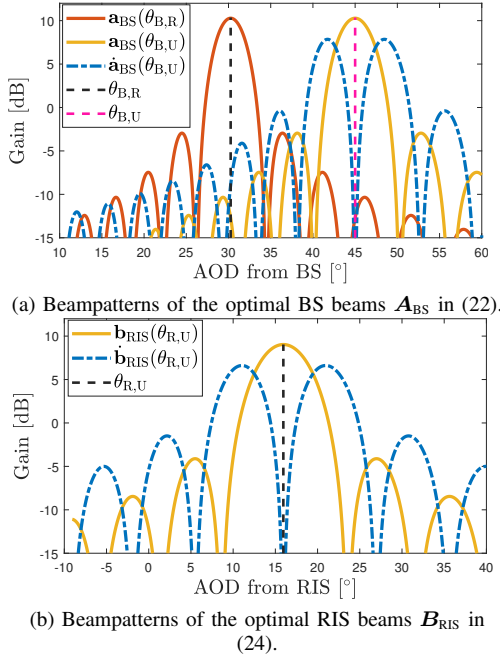 a_BS(θ_B,R)
a_BS(θ_B,U)
ȧ_BS(θ_B,U)
θ_B,R
θ_B,U
Gain [dB]
10
5
0
-5
-10
-15
10 15 20 25 30 35 40 45 50 55 60
AOD from BS [°]
(a) Beampatterns of the optimal BS beams A_BS in (22).
b_RIS(θ_R,U)
ḃ_RIS(θ_R,U)
θ_R,U
Gain [dB]
10
5
0
-5
-10
-15
-10 -5 0 5 10 15 20 25 30 35 40
AOD from RIS [°]
(b) Beampatterns of the optimal RIS beams B_RIS in
(24).